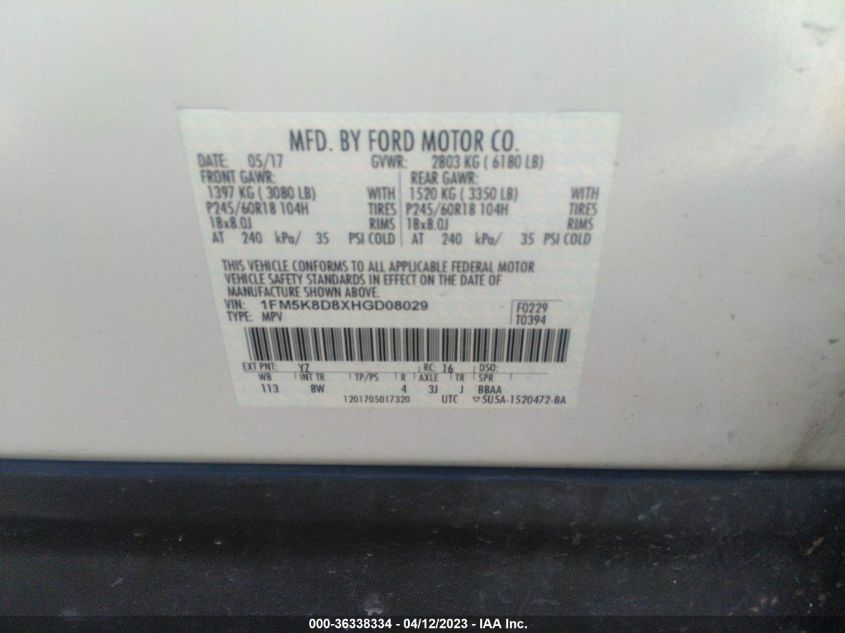 MFD. BY FORD MOTOR CO.
DATE: 05/17 GVWR: 2803 KG ( 6180 LB)
FRONT GAWR: REAR GAWR:
1397 KG ( 3080 LB) WITH 1520 KG ( 3350 LB) WITH
P245/60R18 104H TIRES P245/60R18 104H TIRES
18x8.0J RIMS 18x8.0J RIMS
AT 240 kPa/ 35 PSI COLD AT 240 kPa/ 35 PSI COLD
THIS VEHICLE CONFORMS TO ALL APPLICABLE FEDERAL MOTOR
VEHICLE SAFETY STANDARDS IN EFFECT ON THE DATE OF
MANUFACTURE SHOWN ABOVE.
VIN: 1FM5K8D8XHGD08029 F0229
TYPE: MPV T0394
EXT PNT: YZ RC: 16 DSO:
WB INT TR TP/PS R AXLE TR SPR
113 8W 4 3J J BBAA
1201705017320 UTC ▽5U5A-1520472-BA
000-36338334 - 04/12/2023 - IAA Inc.